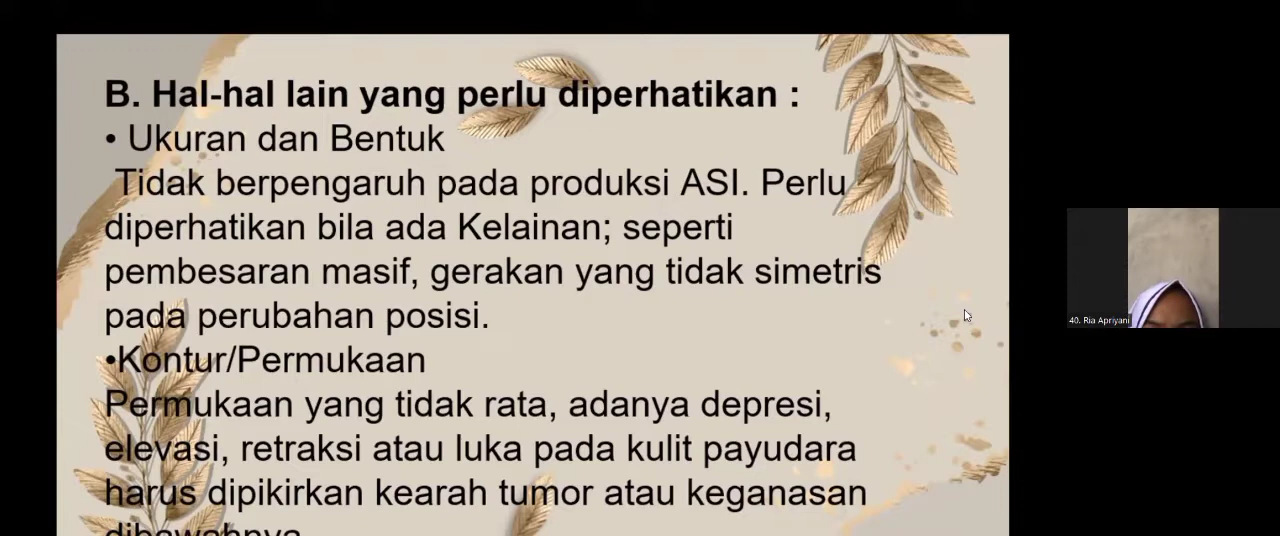 B. Hal-hal lain yang perlu diperhatikan :
• Ukuran dan Bentuk
Tidak berpengaruh pada produksi ASI. Perlu
diperhatikan bila ada Kelainan; seperti
pembesaran masif, gerakan yang tidak simetris
pada perubahan posisi.
•Kontur/Permukaan
Permukaan yang tidak rata, adanya depresi,
elevasi, retraksi atau luka pada kulit payudara
harus dipikirkan kearah tumor atau keganasan
dibawahnya
40. Ria Apriyani